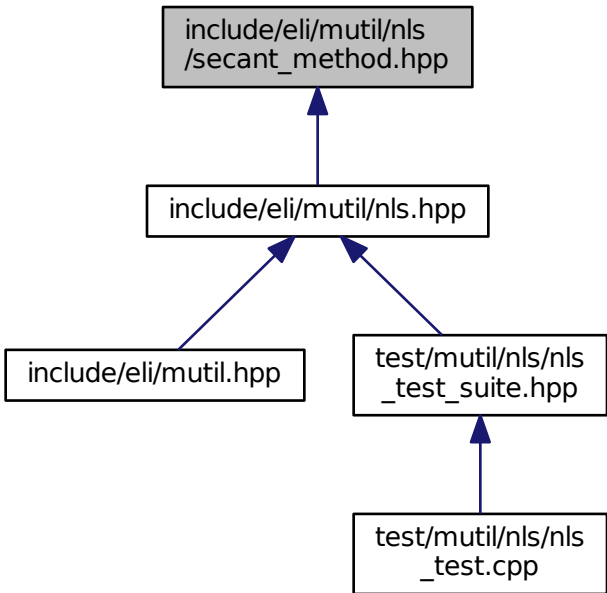 include/eli/mutil/nls
/secant_method.hpp
include/eli/mutil/nls.hpp
include/eli/mutil.hpp
test/mutil/nls/nls
_test_suite.hpp
test/mutil/nls/nls
_test.cpp